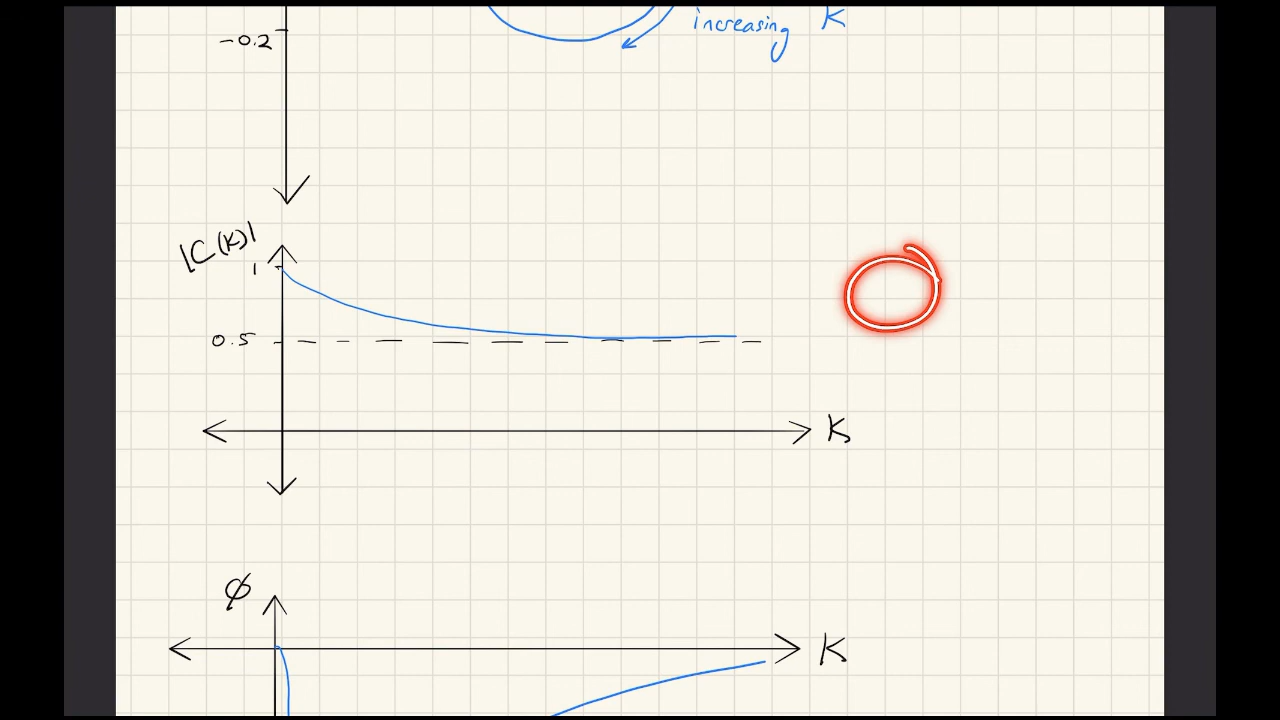 -0.2
increasing K
|C(K)|
1
0.5
K
φ
K